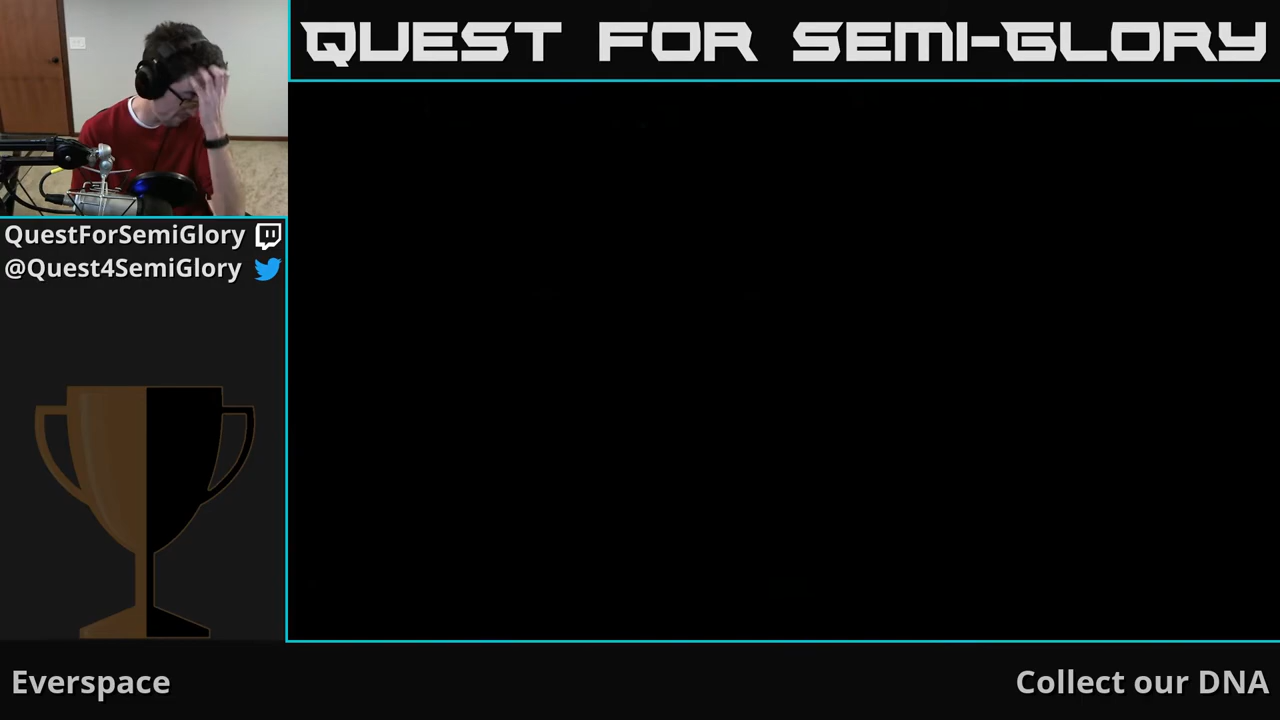 QUEST FOR SEMI-GLORY
QuestForSemiGlory
@Quest4SemiGlory
Everspace
Collect our DNA